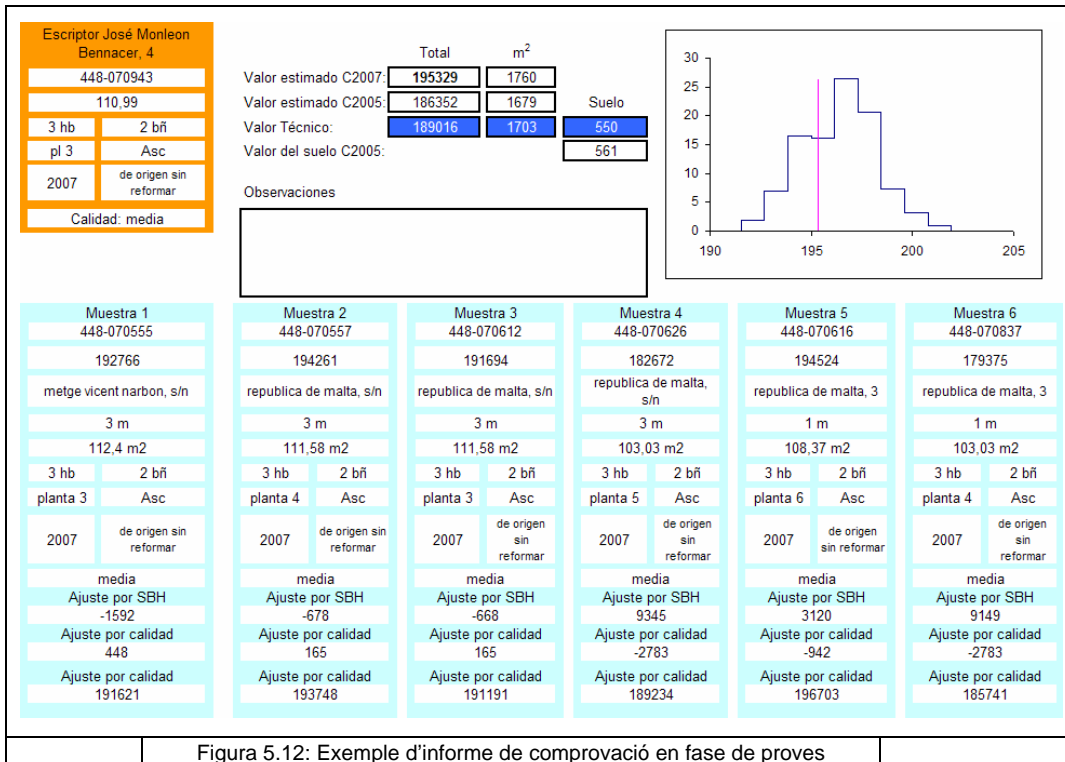 Escriptor José Monleon
Bennacer, 4
448-070943
110,99
3 hb 2 bñ
pl 3 Asc
2007 de origen sin
reformar
Calidad: media
Total m2
Valor estimado C2007: 195329 1760
Valor estimado C2005: 186352 1679 Suelo
Valor Técnico: 189016 1703 550
Valor del suelo C2005: 561
Observaciones
30
25
20
15
10
5
0
190 195 200 205
Muestra 1
448-070555
192766
metge vicent narbon, s/n
3 m
112,4 m2
3 hb 2 bñ
planta 3 Asc
2007 de origen sin
reformar
media
Ajuste por SBH
-1592
Ajuste por calidad
448
Ajuste por calidad
191621
Muestra 2
448-070557
194261
republica de malta, s/n
3 m
111,58 m2
3 hb 2 bñ
planta 4 Asc
2007 de origen sin
reformar
media
Ajuste por SBH
-678
Ajuste por calidad
165
Ajuste por calidad
193748
Muestra 3
448-070612
191694
republica de malta, s/n
3 m
111,58 m2
3 hb 2 bñ
planta 3 Asc
2007 de origen
sin
reformar
media
Ajuste por SBH
-668
Ajuste por calidad
165
Ajuste por calidad
191191
Muestra 4
448-070626
182672
republica de malta,
s/n
3 m
103,03 m2
3 hb 2 bñ
planta 5 Asc
2007 de origen
sin
reformar
media
Ajuste por SBH
9345
Ajuste por calidad
-2783
Ajuste por calidad
189234
Muestra 5
448-070616
194524
republica de malta, 3
1 m
108,37 m2
3 hb 2 bñ
planta 6 Asc
2007 de origen
sin reformar
media
Ajuste por SBH
3120
Ajuste por calidad
-942
Ajuste por calidad
196703
Muestra 6
448-070837
179375
republica de malta, 3
1 m
103,03 m2
3 hb 2 bñ
planta 4 Asc
2007 de origen
sin
reformar
media
Ajuste por SBH
9149
Ajuste por calidad
-2783
Ajuste por calidad
185741
Figura 5.12: Exemple d'informe de comprovació en fase de proves